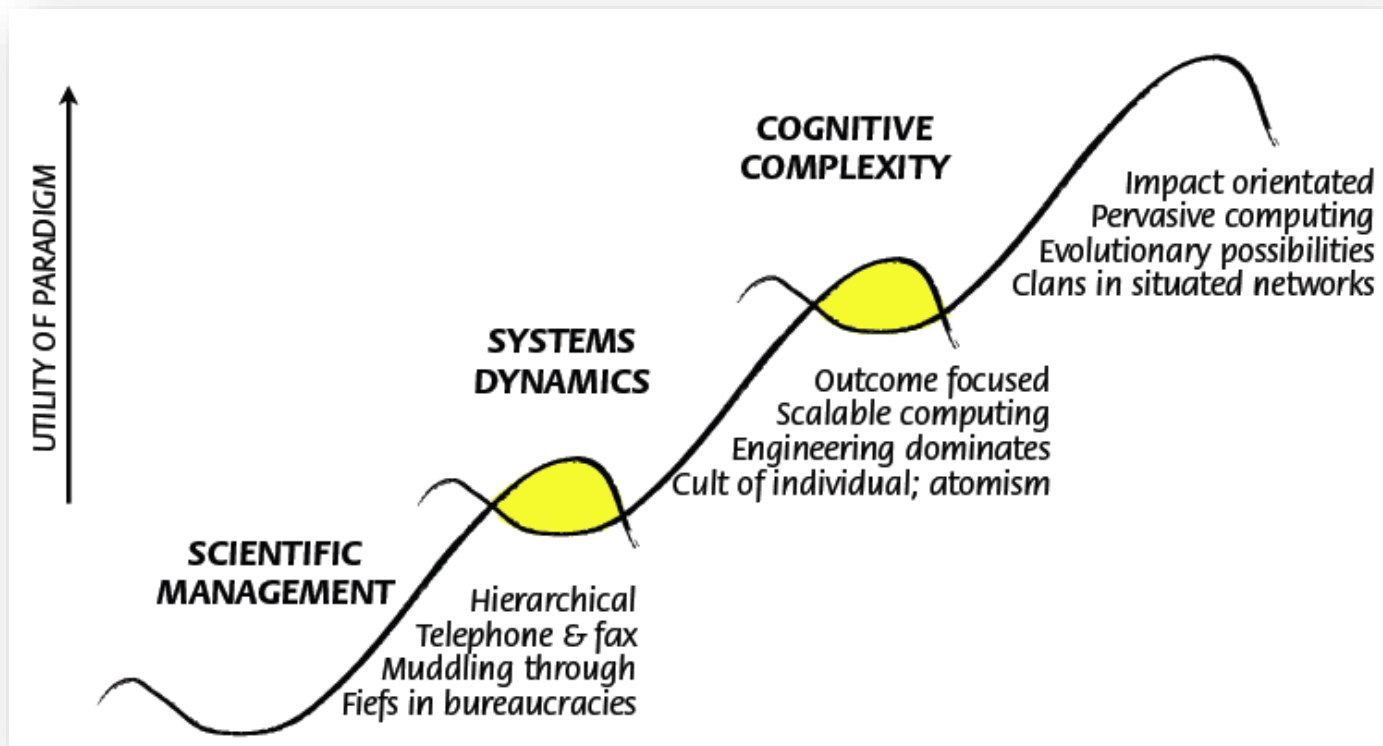 UTILITY OF PARADIGM
COGNITIVE
COMPLEXITY
Impact orientated
Pervasive computing
Evolutionary possibilities
Clans in situated networks
SYSTEMS
DYNAMICS
Outcome focused
Scalable computing
Engineering dominates
Cult of individual; atomism
SCIENTIFIC
MANAGEMENT
Hierarchical
Telephone & fax
Muddling through
Fiefs in bureaucracies